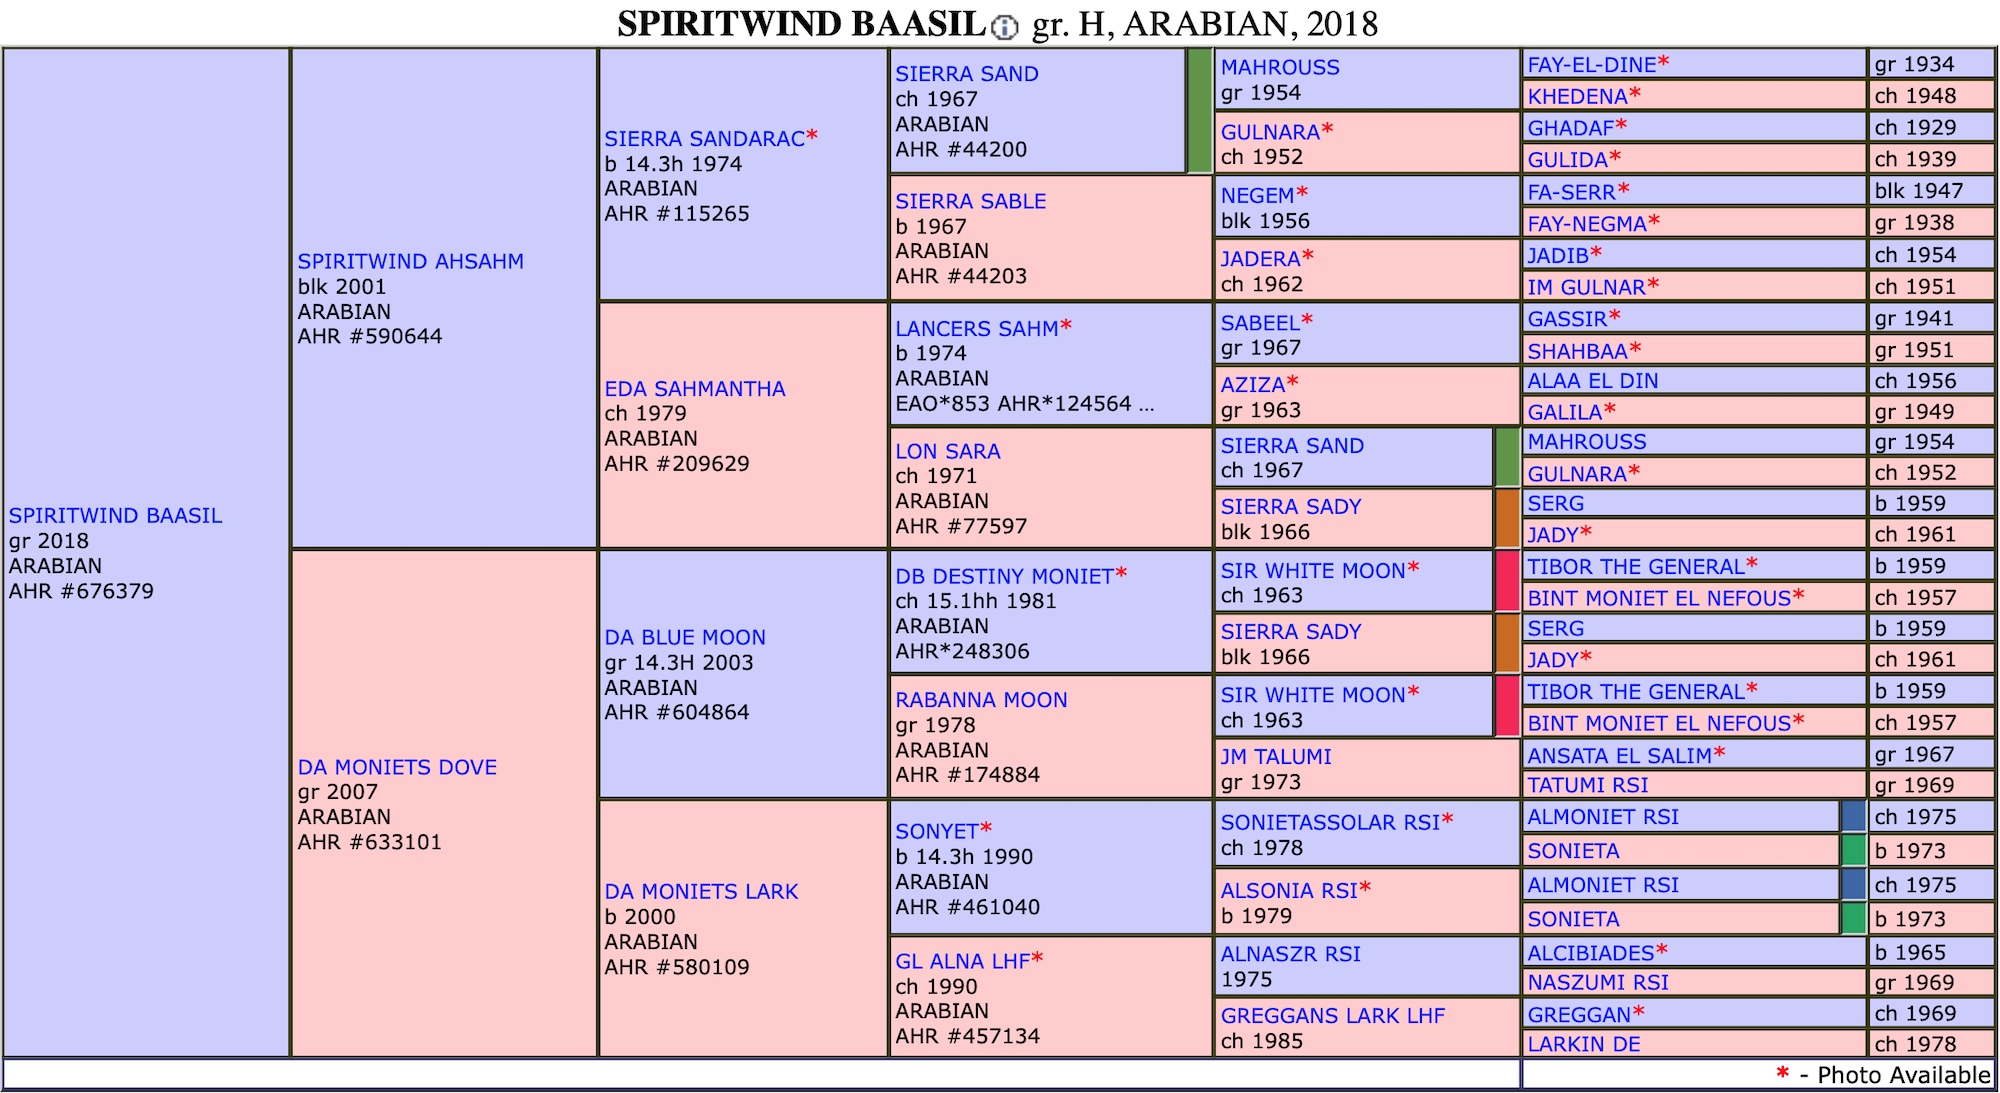 SPIRITWIND BAASIL gr. H, ARABIAN, 2018
SPIRITWIND BAASIL
gr 2018
ARABIAN
AHR #676379
SPIRITWIND AHSAHM
blk 2001
ARABIAN
AHR #590644
DA MONIETS DOVE
gr 2007
ARABIAN
AHR #633101
SIERRA SANDARAC*
b 14.3h 1974
ARABIAN
AHR #115265
EDA SAHMANTHA
ch 1979
ARABIAN
AHR #209629
DA BLUE MOON
gr 14.3H 2003
ARABIAN
AHR #604864
DA MONIETS LARK
b 2000
ARABIAN
AHR #580109
SIERRA SAND
ch 1967
ARABIAN
AHR #44200
SIERRA SABLE
b 1967
ARABIAN
AHR #44203
LANCERS SAHM*
b 1974
ARABIAN
EAO*853 AHR*124564 ...
LON SARA
ch 1971
ARABIAN
AHR #77597
DB DESTINY MONIET*
ch 15.1hh 1981
ARABIAN
AHR*248306
RABANNA MOON
gr 1978
ARABIAN
AHR #174884
SONYET*
b 14.3h 1990
ARABIAN
AHR #461040
GL ALNA LHF*
ch 1990
ARABIAN
AHR #457134
MAHROUSS
gr 1954
GULNARA*
ch 1952
NEGEM*
blk 1956
JADERA*
ch 1962
SABEEL*
gr 1967
AZIZA*
gr 1963
SIERRA SAND
ch 1967
SIERRA SADY
blk 1966
SIR WHITE MOON*
ch 1963
SIERRA SADY
blk 1966
SIR WHITE MOON*
ch 1963
JM TALUMI
gr 1973
SONIETASSOLAR RSI*
ch 1978
ALSONIA RSI*
b 1979
ALNASZR RSI
1975
GREGGANS LARK LHF
ch 1985
FAY-EL-DINE* gr 1934
KHEDENA* ch 1948
GHADAF* ch 1929
GULIDA* ch 1939
FA-SERR* blk 1947
FAY-NEGMA* gr 1938
JADIB* ch 1954
IM GULNAR* ch 1951
GASSIR* gr 1941
SHAHBAA* gr 1951
ALAA EL DIN ch 1956
GALILA* gr 1949
MAHROUSS gr 1954
GULNARA* ch 1952
SERG b 1959
JADY* ch 1961
TIBOR THE GENERAL* b 1959
BINT MONIET EL NEFOUS* ch 1957
SERG b 1959
JADY* ch 1961
TIBOR THE GENERAL* b 1959
BINT MONIET EL NEFOUS* ch 1957
ANSATA EL SALIM* gr 1967
TATUMI RSI gr 1969
ALMONIET RSI ch 1975
SONIETA b 1973
ALMONIET RSI ch 1975
SONIETA b 1973
ALCIBIADES* b 1965
NASZUMI RSI gr 1969
GREGGAN* ch 1969
LARKIN DE ch 1978
* - Photo Available